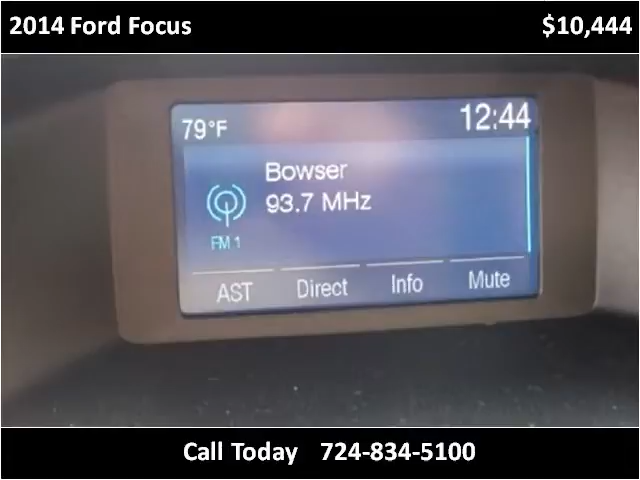 2014 Ford Focus $10,444
79°F 12:44
Bowser
93.7 MHz
FM 1
AST Direct Info Mute
Call Today 724-834-5100